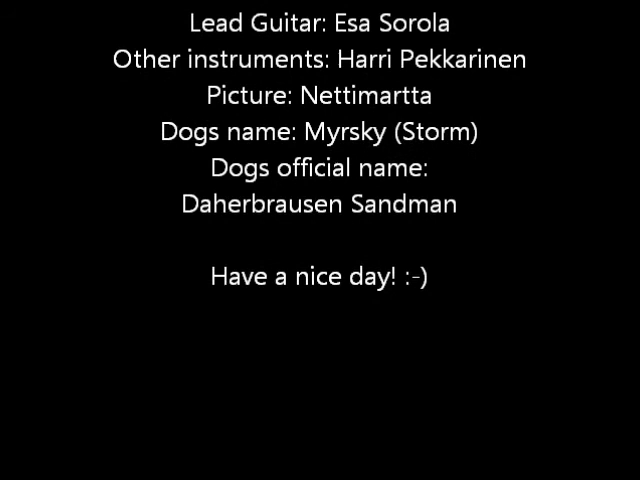 Lead Guitar: Esa Sorola
Other instruments: Harri Pekkarinen
Picture: Nettimartta
Dogs name: Myrsky (Storm)
Dogs official name:
Daherbrausen Sandman
Have a nice day! :-)